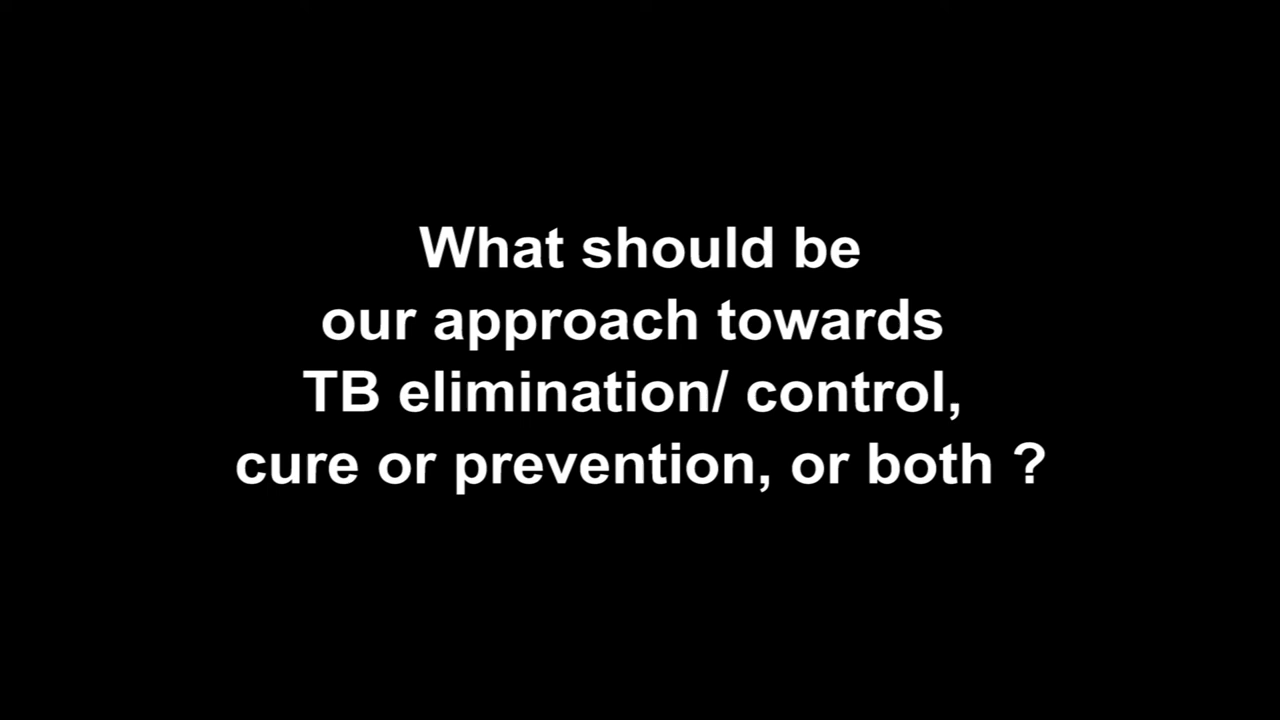 What should be
our approach towards
TB elimination/ control,
cure or prevention, or both ?